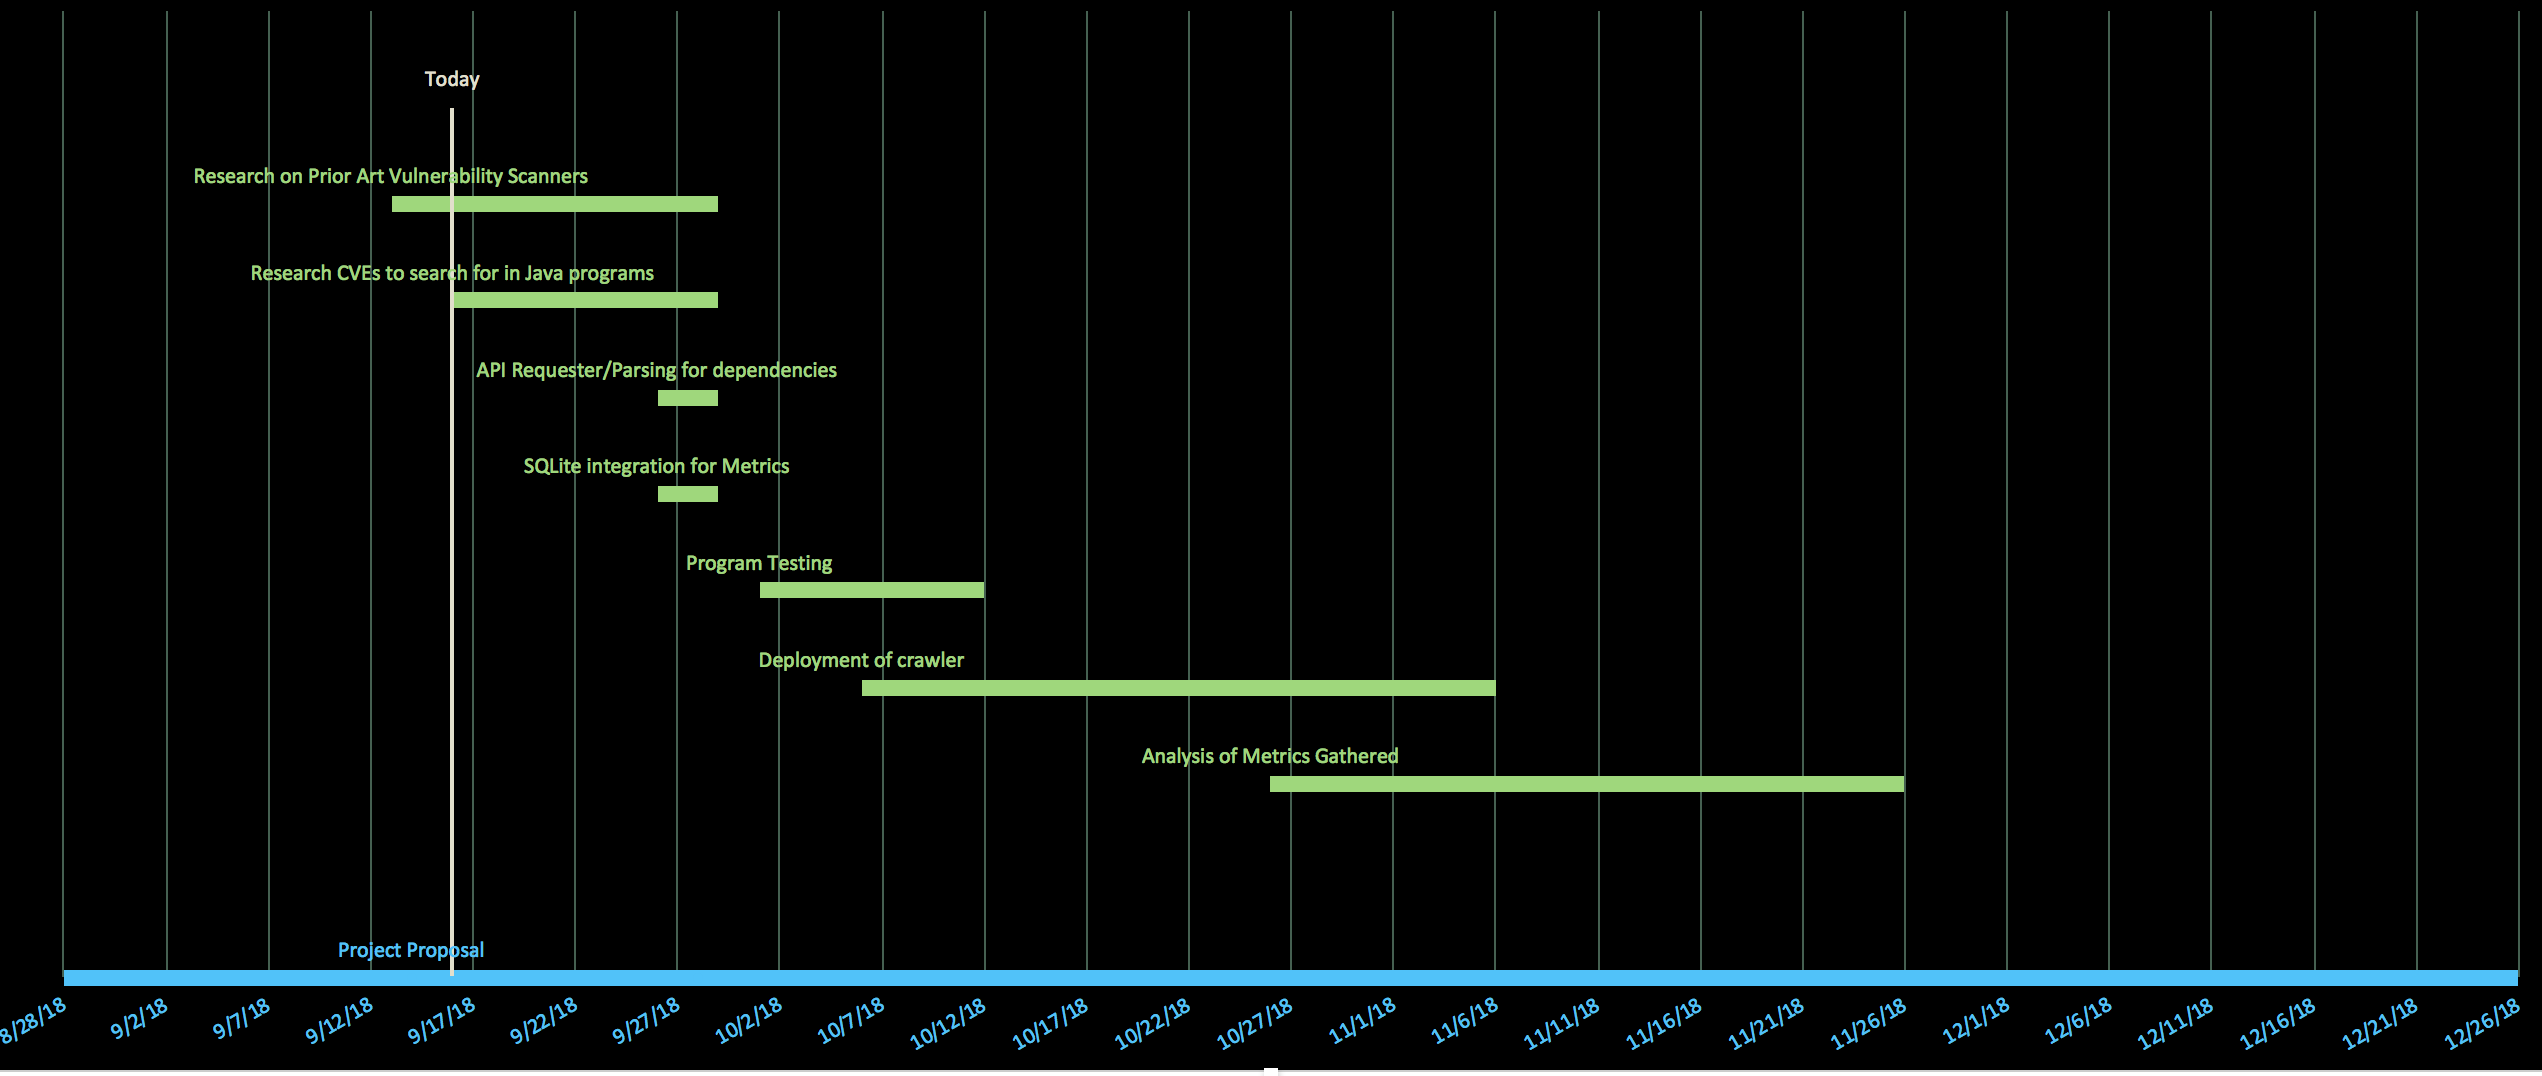 Today
Research on Prior Art Vulnerability Scanners
Research CVEs to search for in Java programs
API Requester/Parsing for dependencies
SQLite integration for Metrics
Program Testing
Deployment of crawler
Analysis of Metrics Gathered
Project Proposal
8/28/18 9/2/18 9/7/18 9/12/18 9/17/18 9/22/18 9/27/18 10/2/18 10/7/18 10/12/18 10/17/18 10/22/18 10/27/18 11/1/18 11/6/18 11/11/18 11/16/18 11/21/18 11/26/18 12/1/18 12/6/18 12/11/18 12/16/18 12/21/18 12/26/18